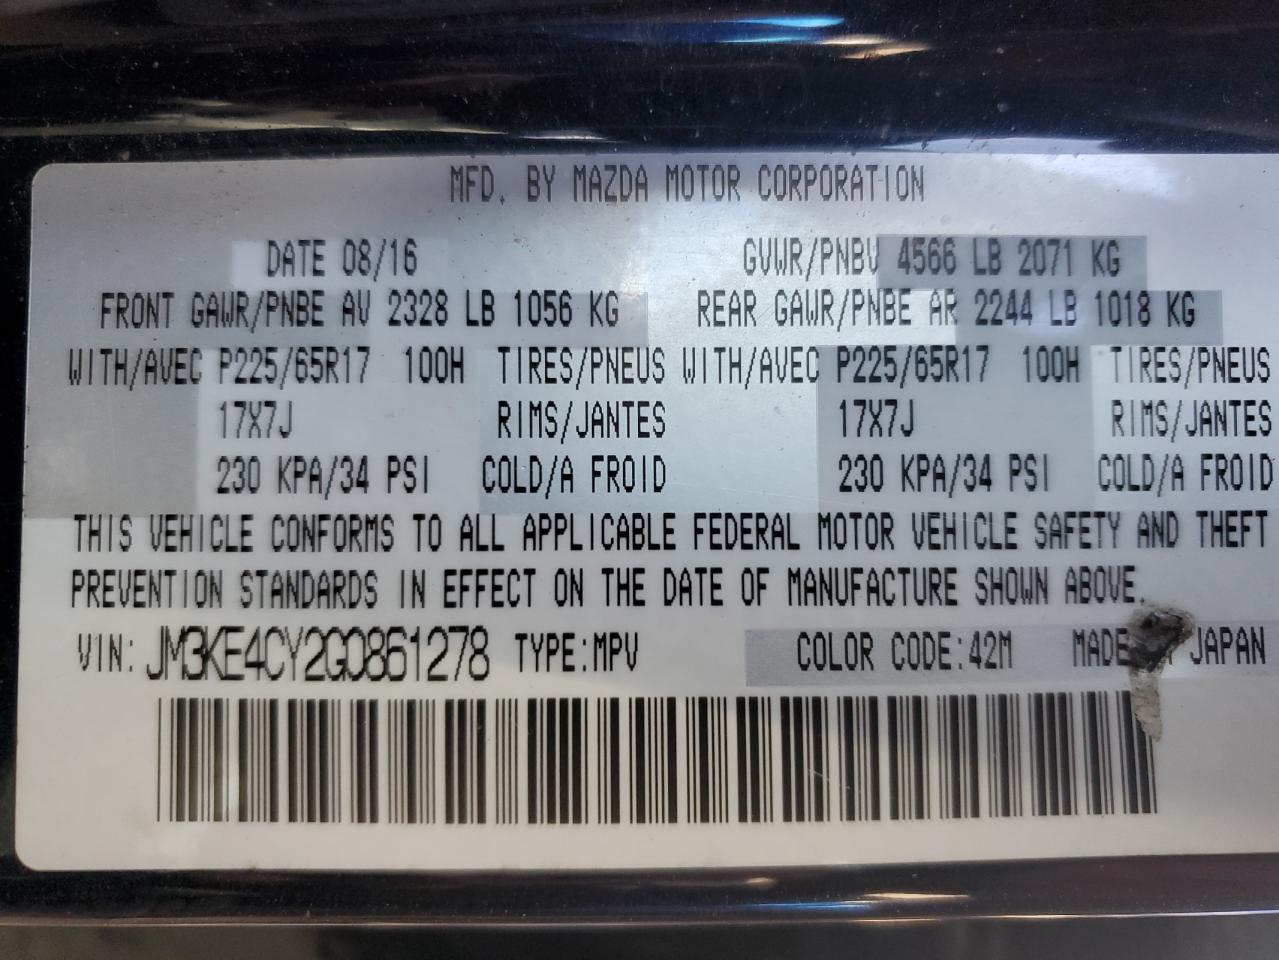 MFD. BY MAZDA MOTOR CORPORATION
DATE 08/16 GVWR/PNBV 4566 LB 2071 KG
FRONT GAWR/PNBE AV 2328 LB 1056 KG REAR GAWR/PNBE AR 2244 LB 1018 KG
WITH/AVEC P225/65R17 100H TIRES/PNEUS WITH/AVEC P225/65R17 100H TIRES/PNEUS
17X7J RIMS/JANTES 17X7J RIMS/JANTES
230 KPA/34 PSI COLD/A FROID 230 KPA/34 PSI COLD/A FROID
THIS VEHICLE CONFORMS TO ALL APPLICABLE FEDERAL MOTOR VEHICLE SAFETY AND THEFT
PREVENTION STANDARDS IN EFFECT ON THE DATE OF MANUFACTURE SHOWN ABOVE.
VIN: JM3KE4CY2G0861278 TYPE:MPV COLOR CODE:42M MADE JAPAN